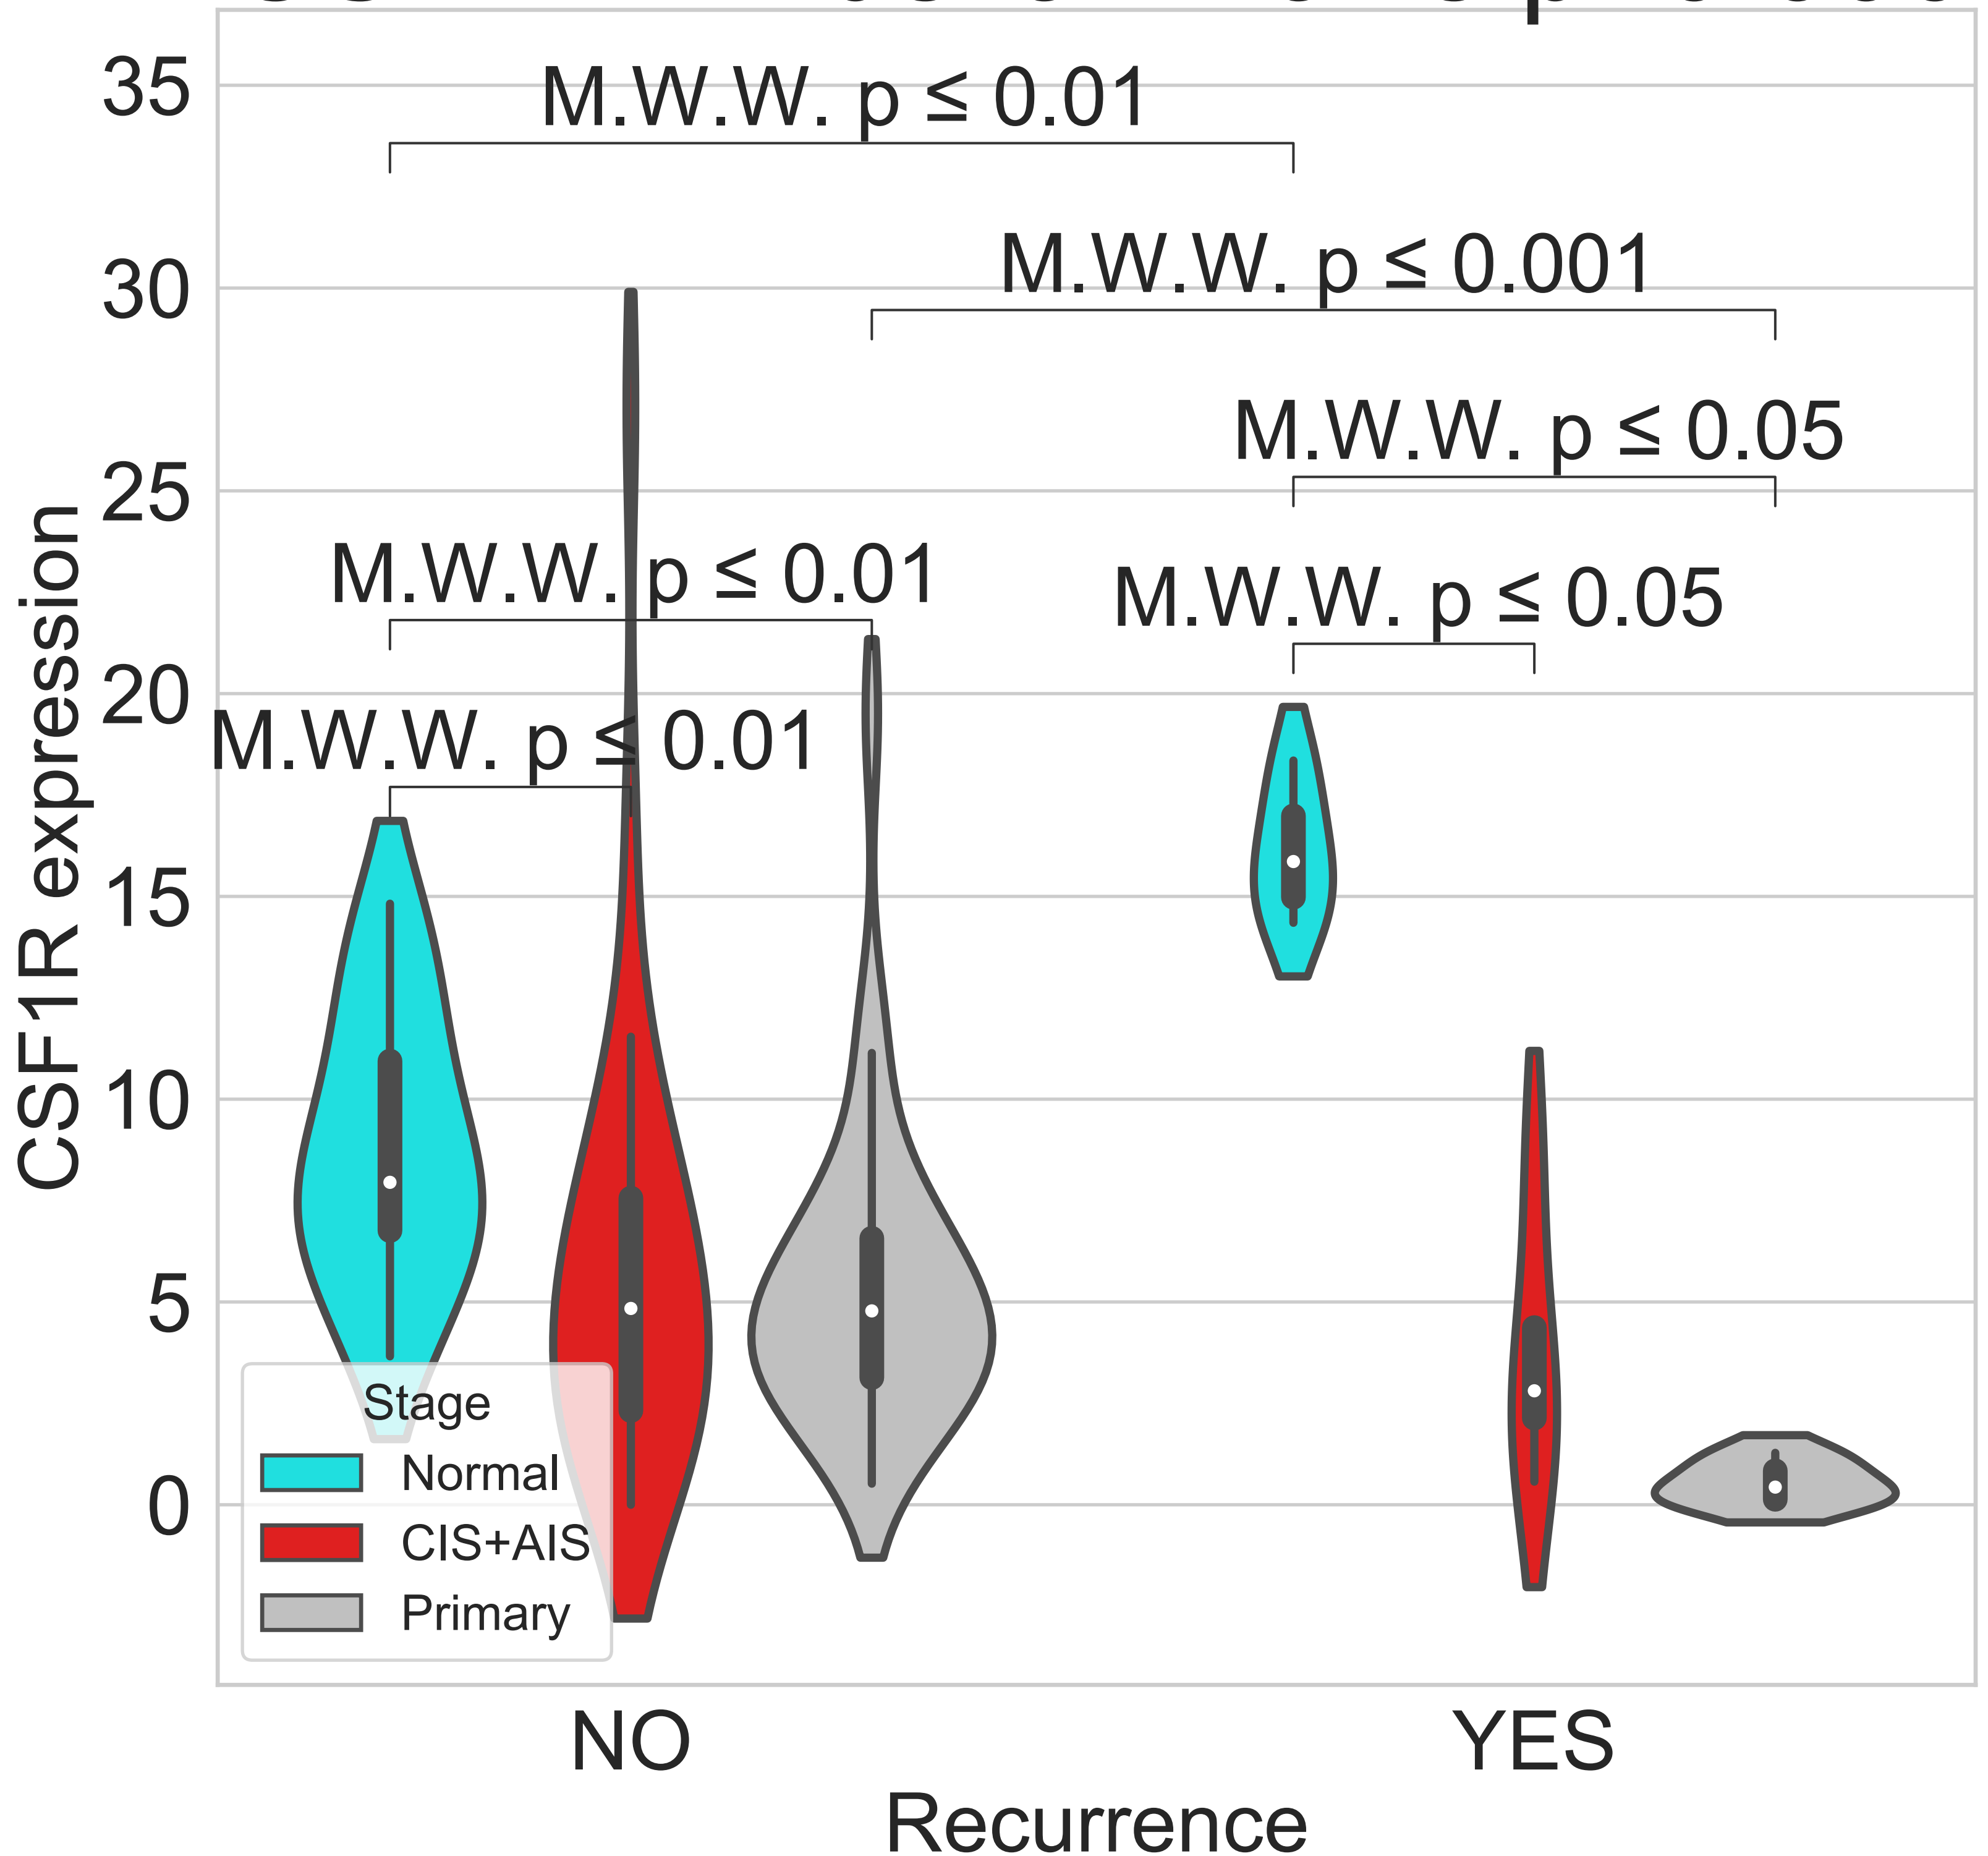 35
M.W.W. p ≤ 0.01
30
M.W.W. p ≤ 0.001
25
M.W.W. p ≤ 0.05
M.W.W. p ≤ 0.01
M.W.W. p ≤ 0.05
20
M.W.W. p ≤ 0.01
15
10
5
0
CSF1R expression
Stage
Normal
CIS+AIS
Primary
NO
YES
Recurrence